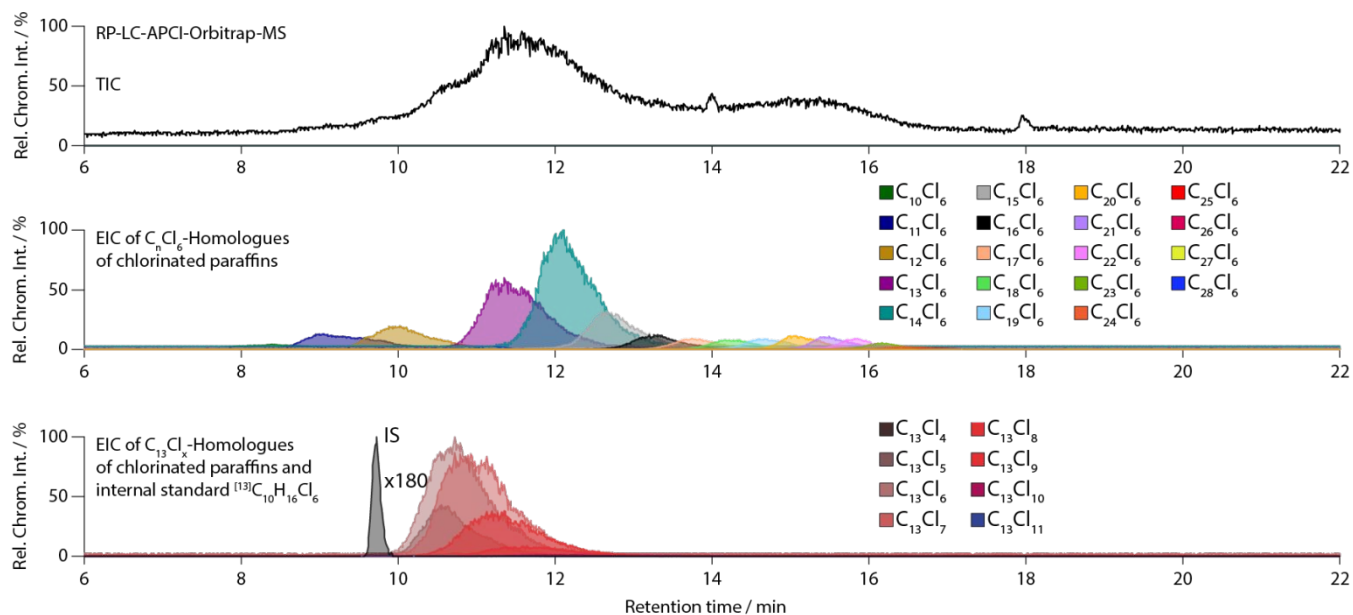 RP-LC-APCI-Orbitrap-MS
TIC
Rel. Chrom. Int. / %
100
50
0
6 8 10 12 14 16 18 20 22
EIC of CₙCl₆-Homologues
of chlorinated paraffins
Rel. Chrom. Int. / %
100
50
0
C₁₀Cl₆ C₁₅Cl₆ C₂₀Cl₆ C₂₅Cl₆
C₁₁Cl₆ C₁₆Cl₆ C₂₁Cl₆ C₂₆Cl₆
C₁₂Cl₆ C₁₇Cl₆ C₂₂Cl₆ C₂₇Cl₆
C₁₃Cl₆ C₁₈Cl₆ C₂₃Cl₆ C₂₈Cl₆
C₁₄Cl₆ C₁₉Cl₆ C₂₄Cl₆
6 8 10 12 14 16 18 20 22
EIC of C₁₃Clₓ-Homologues
of chlorinated paraffins and
internal standard ⁽¹³⁾C₁₀H₁₆Cl₆
IS
x180
Rel. Chrom. Int. / %
100
50
0
C₁₃Cl₄ C₁₃Cl₈
C₁₃Cl₅ C₁₃Cl₉
C₁₃Cl₆ C₁₃Cl₁₀
C₁₃Cl₇ C₁₃Cl₁₁
6 8 10 12 14 16 18 20 22
Retention time / min